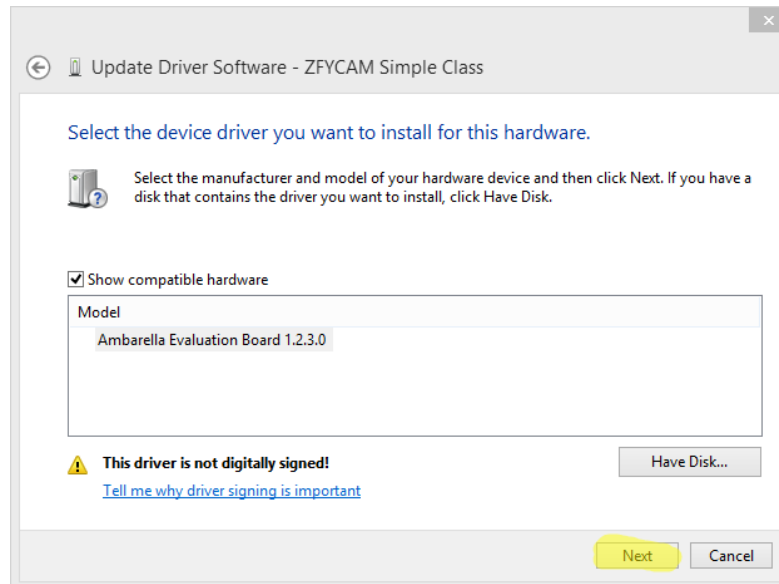 Update Driver Software - ZFYCAM Simple Class
Select the device driver you want to install for this hardware.
Select the manufacturer and model of your hardware device and then click Next. If you have a
disk that contains the driver you want to install, click Have Disk.
Show compatible hardware
Model
Ambarella Evaluation Board 1.2.3.0
This driver is not digitally signed!
Have Disk...
Tell me why driver signing is important
Next
Cancel